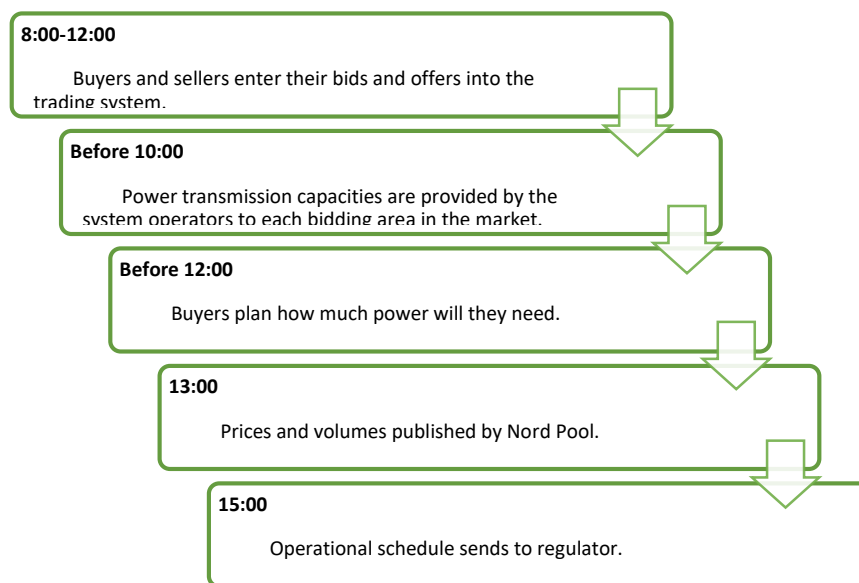 8:00-12:00
Buyers and sellers enter their bids and offers into the
trading system.
Before 10:00
Power transmission capacities are provided by the
system operators to each bidding area in the market.
Before 12:00
Buyers plan how much power will they need.
13:00
Prices and volumes published by Nord Pool.
15:00
Operational schedule sends to regulator.